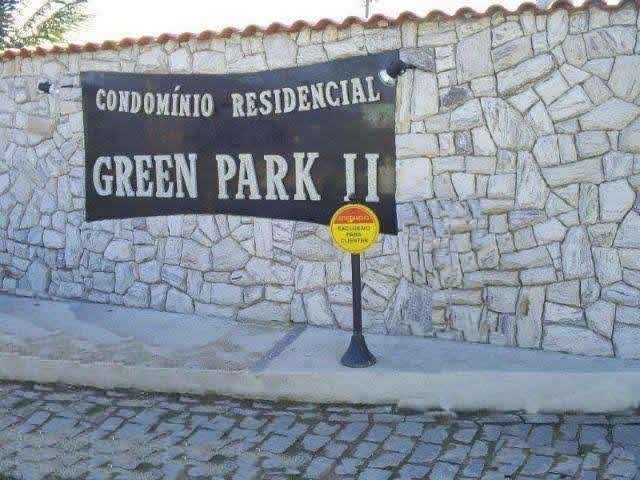 CONDOMÍNIO RESIDENCIAL
GREEN PARK II
EXCLUSIVO
PARA
CLIENTES